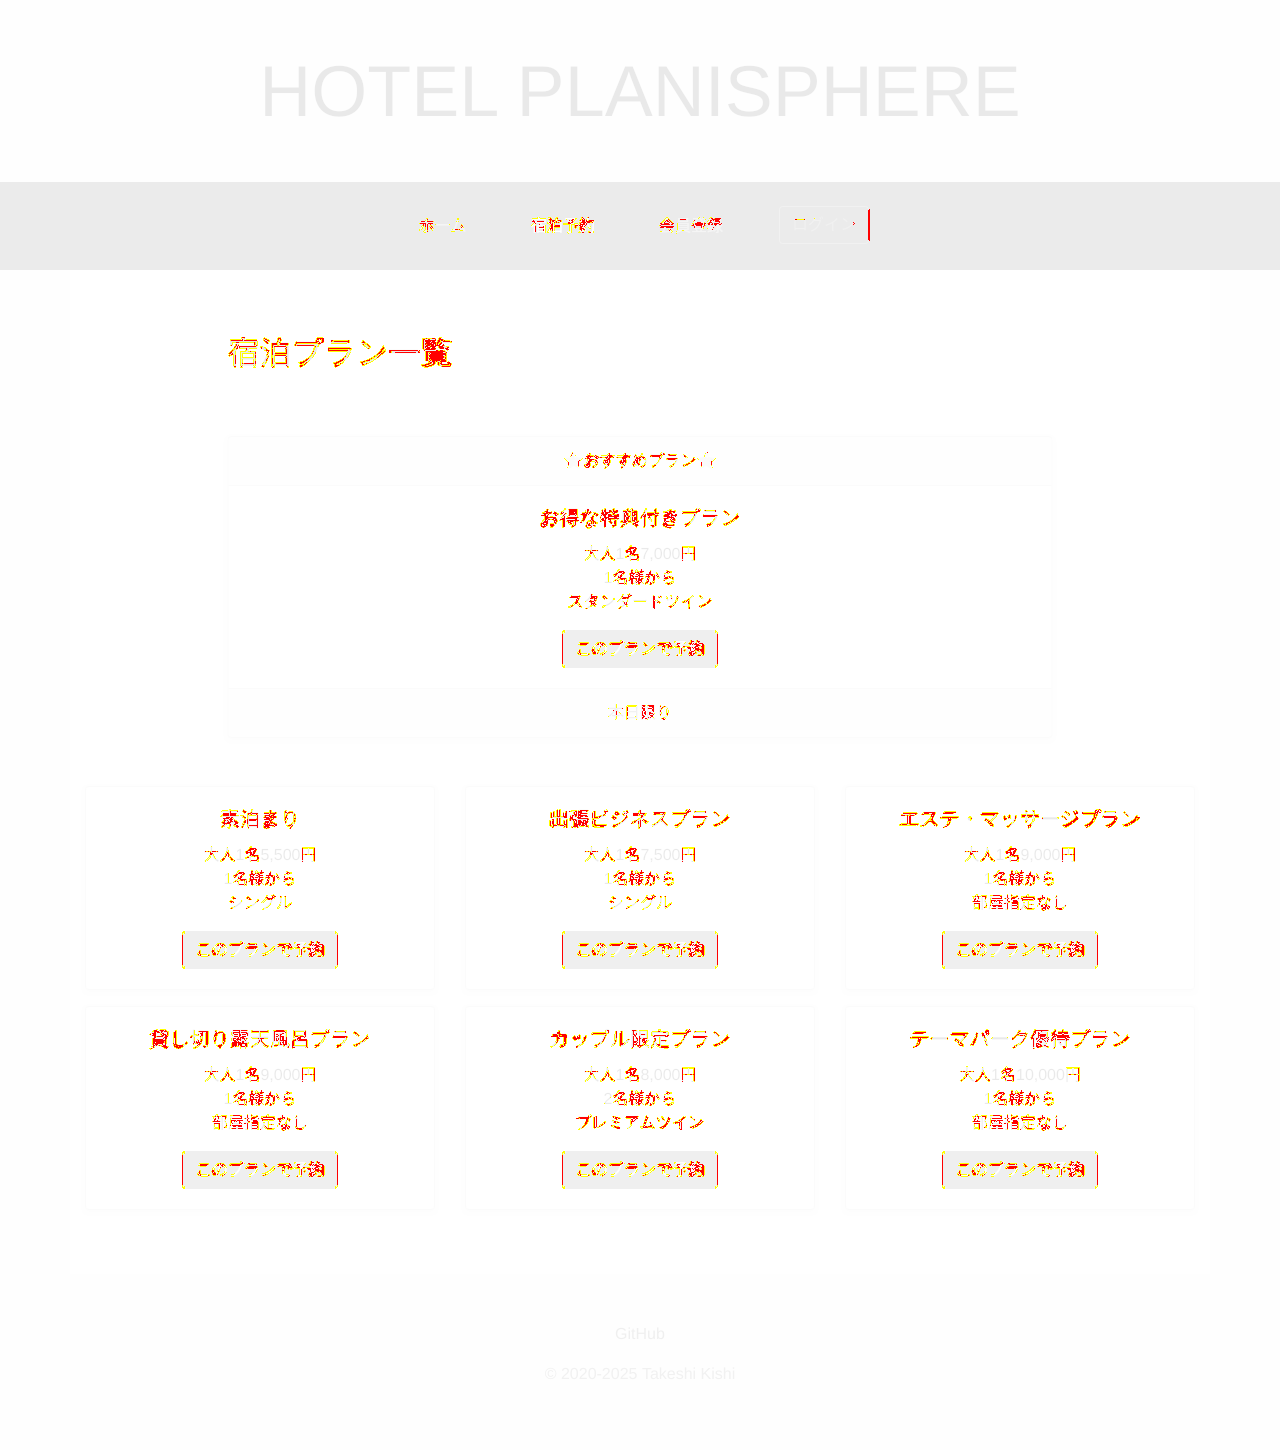 HOTEL PLANISPHERE
ホーム 宿泊予約 会員登録 ログイン
宿泊プラン一覧
☆おすすめプラン☆
お得な特典付きプラン
大人1名7,000円
1名様から
スタンダードツイン
このプランで予約
本日限り
素泊まり 出張ビジネスプラン エステ・マッサージプラン
大人1名5,500円 大人1名7,500円 大人1名9,000円
1名様から 1名様から 1名様から
シングル シングル 部屋指定なし
このプランで予約 このプランで予約 このプランで予約
貸し切り露天風呂プラン カップル限定プラン テーマパーク優待プラン
大人1名9,000円 大人1名8,000円 大人1名10,000円
1名様から 2名様から 1名様から
部屋指定なし プレミアムツイン 部屋指定なし
このプランで予約 このプランで予約 このプランで予約
GitHub
© 2020-2025 Takeshi Kishi